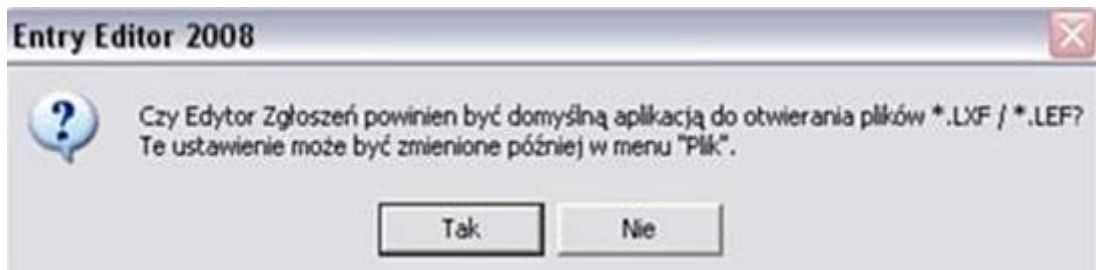 Entry Editor 2008
Czy Edytor Zgłoszeń powinien być domyślną aplikacją do otwierania plików *.LXF / *.LEF?
Te ustawienie może być zmienione później w menu "Plik".
Tak
Nie